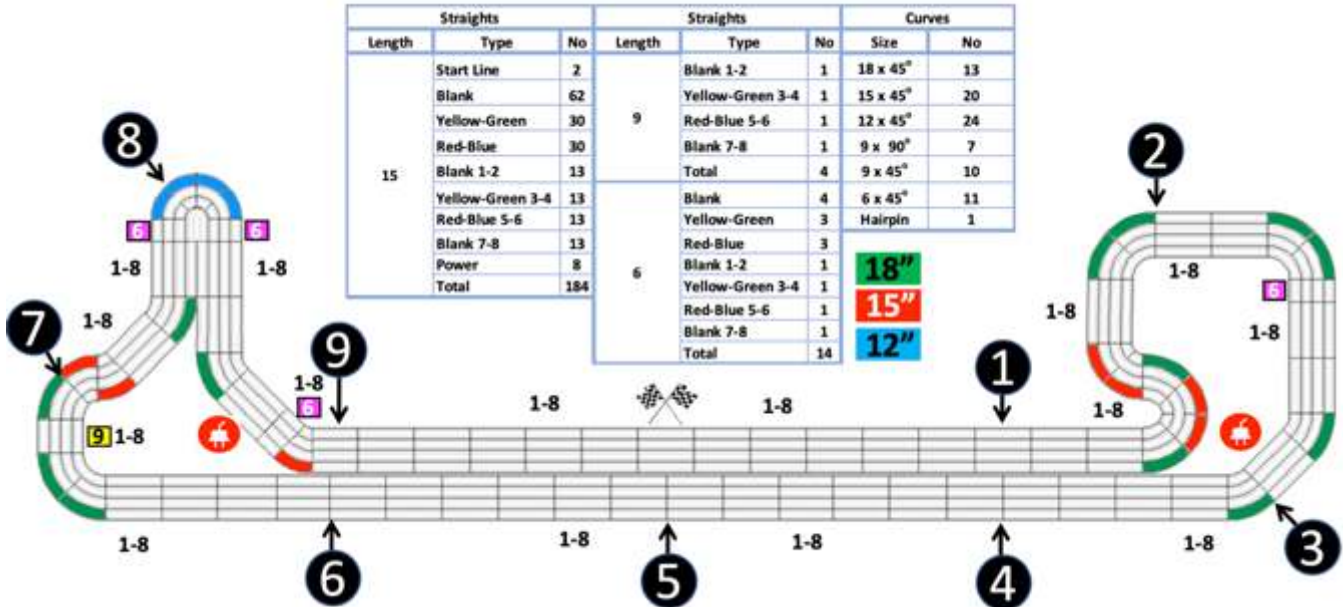 Straights Straights Curves
Length Type No Length Type No Size No
15 Start Line 2 9 Blank 1-2 1 18 x 45° 13
Blank 62 Yellow-Green 3-4 1 15 x 45° 20
Yellow-Green 30 Red-Blue 5-6 1 12 x 45° 24
Red-Blue 30 Blank 7-8 1 9 x 90° 7
Blank 1-2 13 Total 4 9 x 45° 10
Yellow-Green 3-4 13 6 Blank 4 6 x 45° 11
Red-Blue 5-6 13 Yellow-Green 3 Hairpin 1
Blank 7-8 13 Red-Blue 3
Power 8 Blank 1-2 1
Total 184 Yellow-Green 3-4 1
Red-Blue 5-6 1
Blank 7-8 1
Total 14
18”
15”
12”
8
2
6 6
1-8 1-8
1-8
6
1-8
1-8
1-8
7
9
1
1-8
6
1-8
1-8
1-8
9 1-8
1-8
1-8
1-8
1-8
3
6
5
4